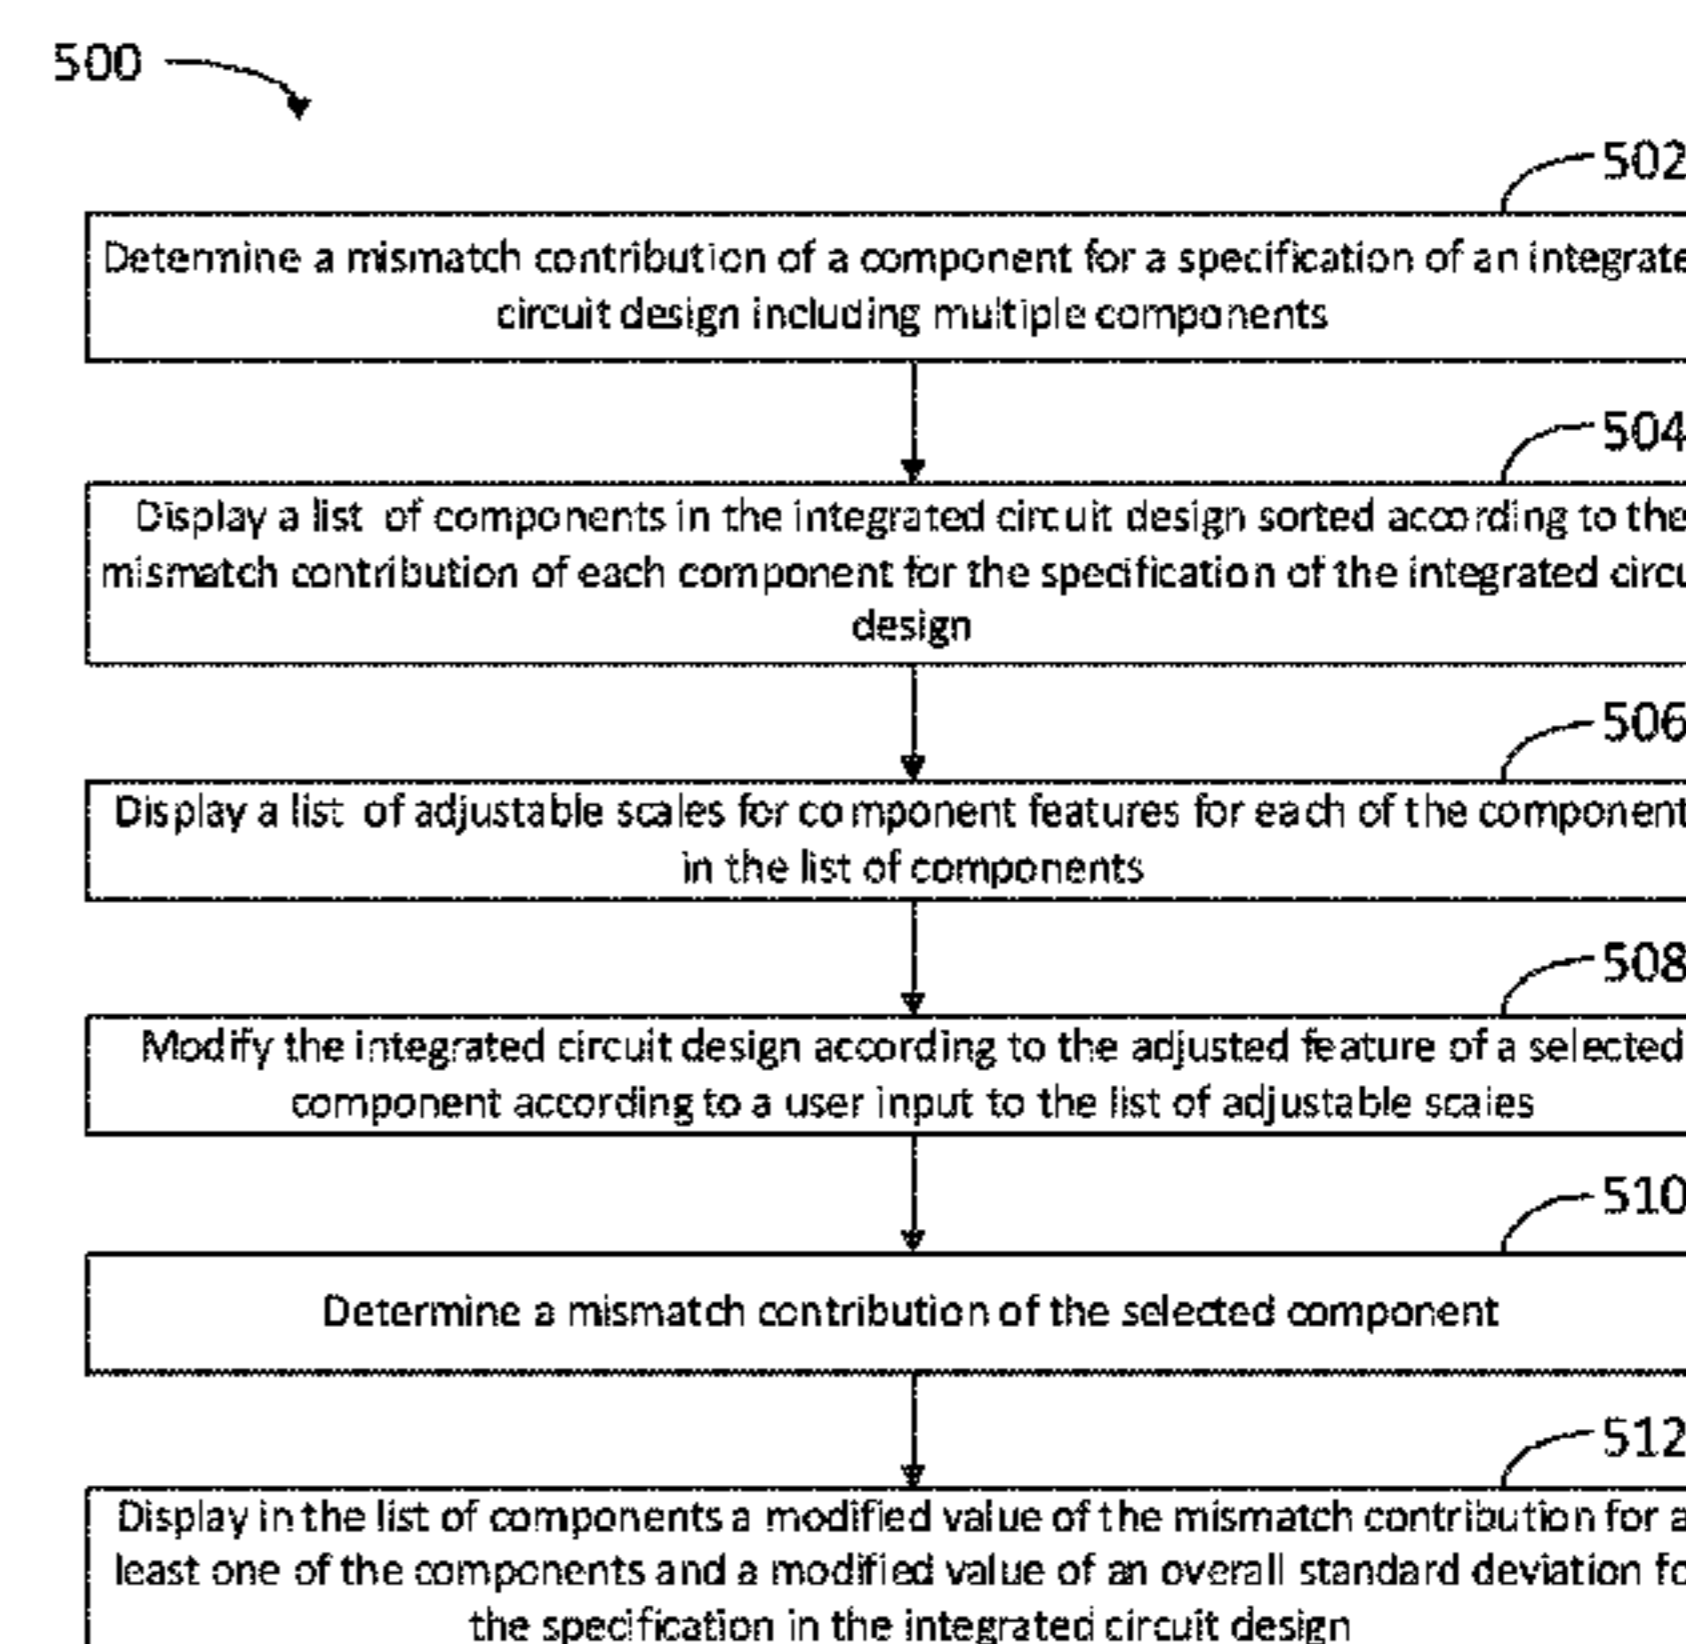 500
502
Determine a mismatch contribution of a component for a specification of an integrate
circuit design including multiple components
504
Display a list of components in the integrated circuit design sorted according to the
mismatch contribution of each component for the specification of the integrated circu
design
506
Display a list of adjustable scales for component features for each of the component
in the list of components
508
Modify the integrated circuit design according to the adjusted feature of a selected
component according to a user input to the list of adjustable scales
510
Determine a mismatch contribution of the selected component
512
Display in the list of components a modified value of the mismatch contribution for a
least one of the components and a modified value of an overall standard deviation fo
the specification in the integrated circuit design